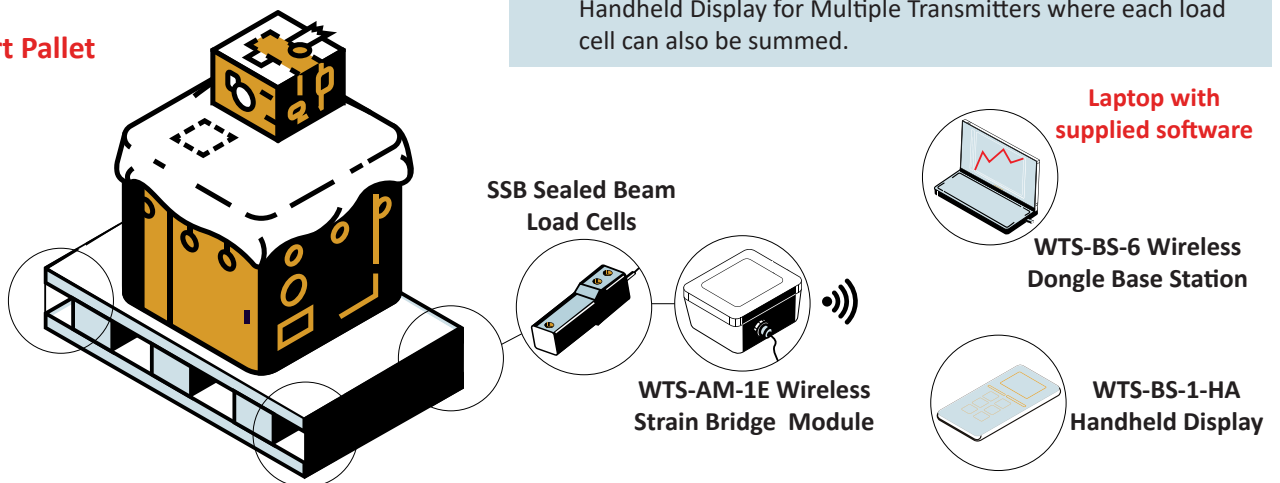 Handheld Display for Multiple Transmitters where each load
cell can also be summed.
rt Pallet
Laptop with
supplied software
SSB Sealed Beam
Load Cells
WTS-BS-6 Wireless
Dongle Base Station
WTS-AM-1E Wireless
Strain Bridge Module
WTS-BS-1-HA
Handheld Display